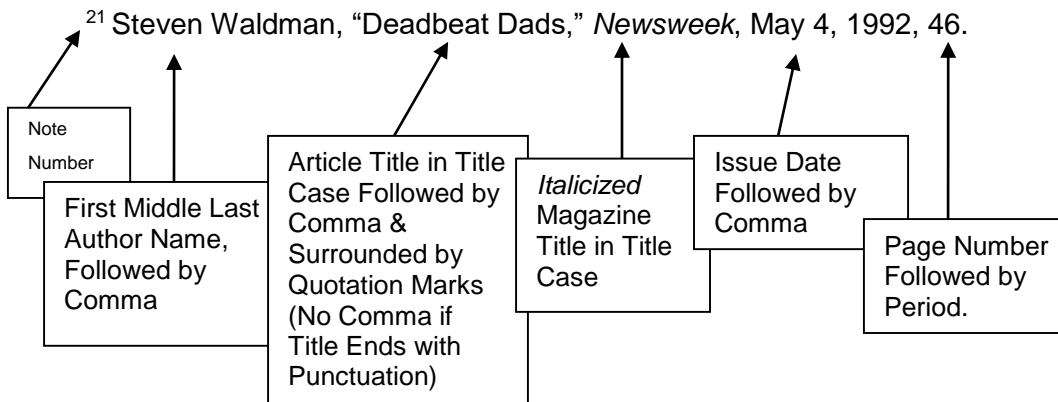 21 Steven Waldman, “Deadbeat Dads,” Newsweek, May 4, 1992, 46.
Note
Number
First Middle Last
Author Name,
Followed by
Comma
Article Title in Title
Case Followed by
Comma &
Surrounded by
Quotation Marks
(No Comma if
Title Ends with
Punctuation)
Italicized
Magazine
Title in Title
Case
Issue Date
Followed by
Comma
Page Number
Followed by
Period.